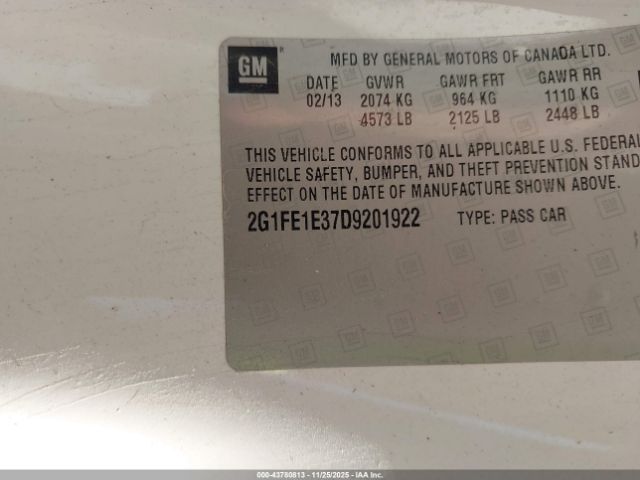 GM ®
MFD BY GENERAL MOTORS OF CANADA LTD.
DATE GVWR GAWR FRT GAWR RR
02/13 2074 KG 964 KG 1110 KG
4573 LB 2125 LB 2448 LB
THIS VEHICLE CONFORMS TO ALL APPLICABLE U.S. FEDERAL
VEHICLE SAFETY, BUMPER, AND THEFT PREVENTION STAND
EFFECT ON THE DATE OF MANUFACTURE SHOWN ABOVE.
2G1FE1E37D9201922 TYPE: PASS CAR
000-43780813 - 11/25/2025 - IAA Inc.